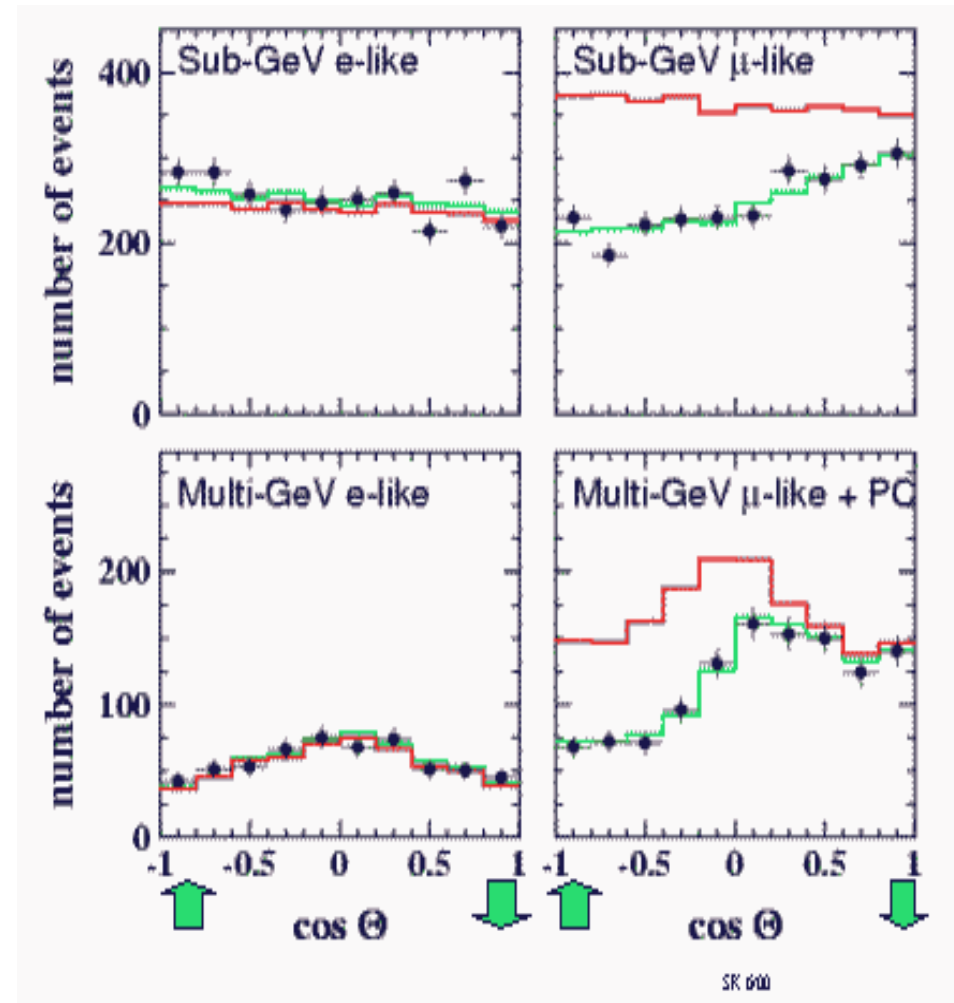 number of events
400
200
0
Sub-GeV e-like
Sub-GeV μ-like
number of events
200
100
0
Multi-GeV e-like
Multi-GeV μ-like + PC
-1
-0.5
0
0.5
1
-1
-0.5
0
0.5
1
cos Θ
cos Θ